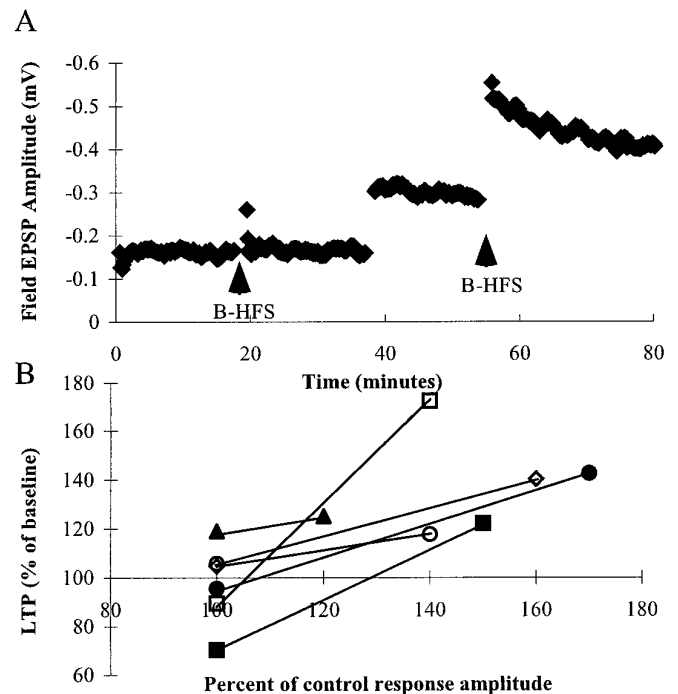 A
Field EPSP Amplitude (mV)
-0.6
-0.5
-0.4
-0.3
-0.2
-0.1
0
B-HFS
B-HFS
0 20 40 60 80
Time (minutes)
B
LTP (% of baseline)
180
160
140
120
100
80
60
80 100 120 140 160 180
Percent of control response amplitude